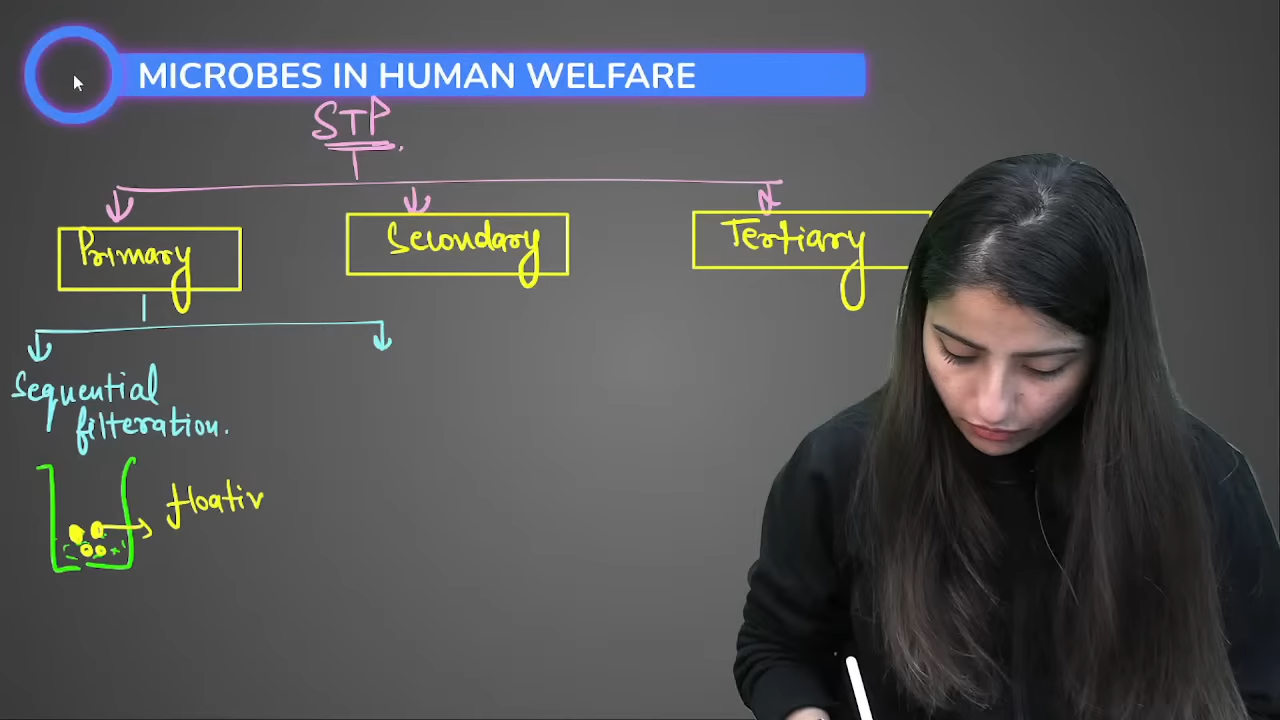 MICROBES IN HUMAN WELFARE
STP
Primary
Secondary
Tertiary
Sequential
filteration.
floativ